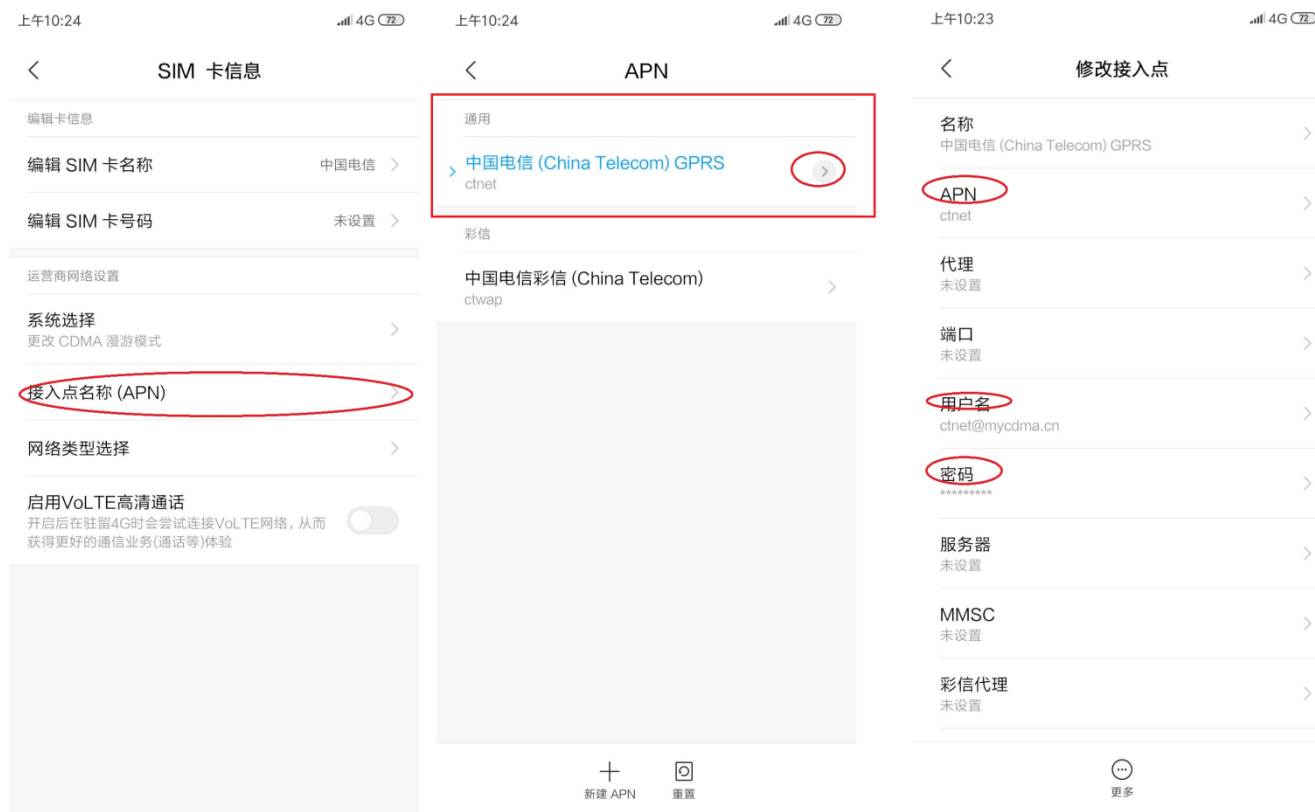 上午10:24
4G 72
SIM 卡信息
编辑卡信息
编辑 SIM 卡名称
中国电信
编辑 SIM 卡号码
未设置
运营商网络设置
系统选择
更改 CDMA 漫游模式
接入点名称 (APN)
网络类型选择
启用VoLTE高清通话
开启后在驻留4G时会尝试连接VoLTE网络，从而
获得更好的通信业务(通话等)体验
上午10:24
4G 72
APN
通用
中国电信 (China Telecom) GPRS
ctnet
彩信
中国电信彩信 (China Telecom)
ctwap
新建 APN
重置
上午10:23
4G 72
修改接入点
名称
中国电信 (China Telecom) GPRS
APN
ctnet
代理
未设置
端口
未设置
用户名
ctnet@mycdma.cn
密码
*********
服务器
未设置
MMSC
未设置
彩信代理
未设置
更多